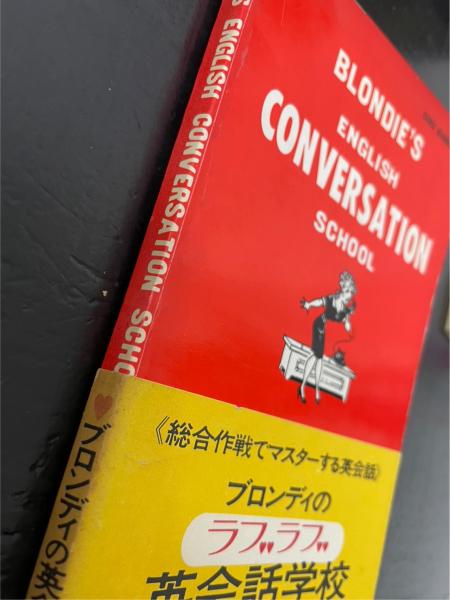 BLONDIE'S
ENGLISH
CONVERSATION
SCHOOL
《総合作戦でマスターする英会話》
ブロンディの
ラブ♥♥ラブ♥♥
英会話学校
S ENGLISH CONVERSATION SCHO
♥ブロンディの英